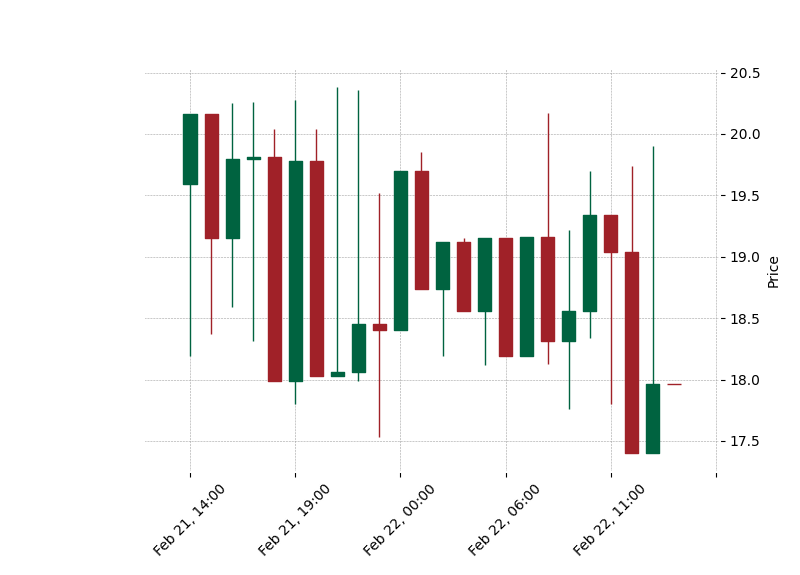 20.5
20.0
19.5
19.0
18.5
18.0
17.5
Price
Feb 21, 14:00
Feb 21, 19:00
Feb 22, 00:00
Feb 22, 06:00
Feb 22, 11:00